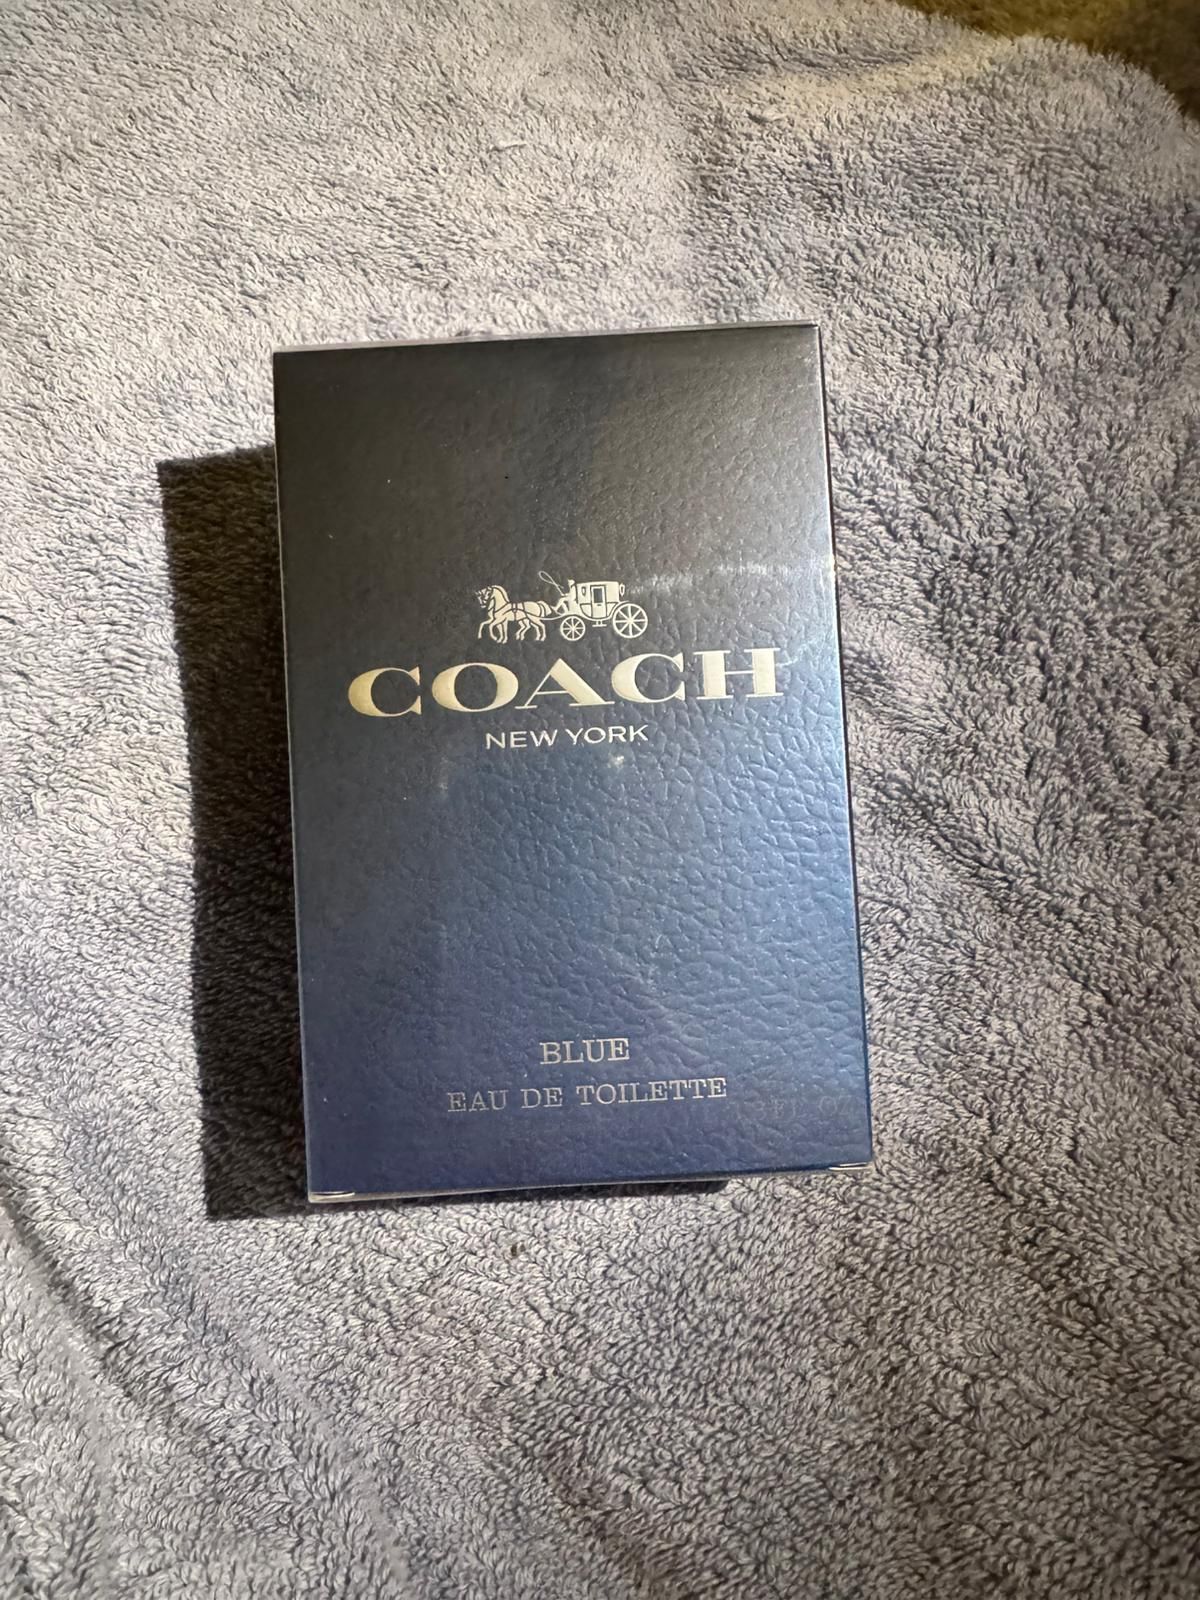 COACH
NEW YORK
BLUE
EAU DE TOILETTE